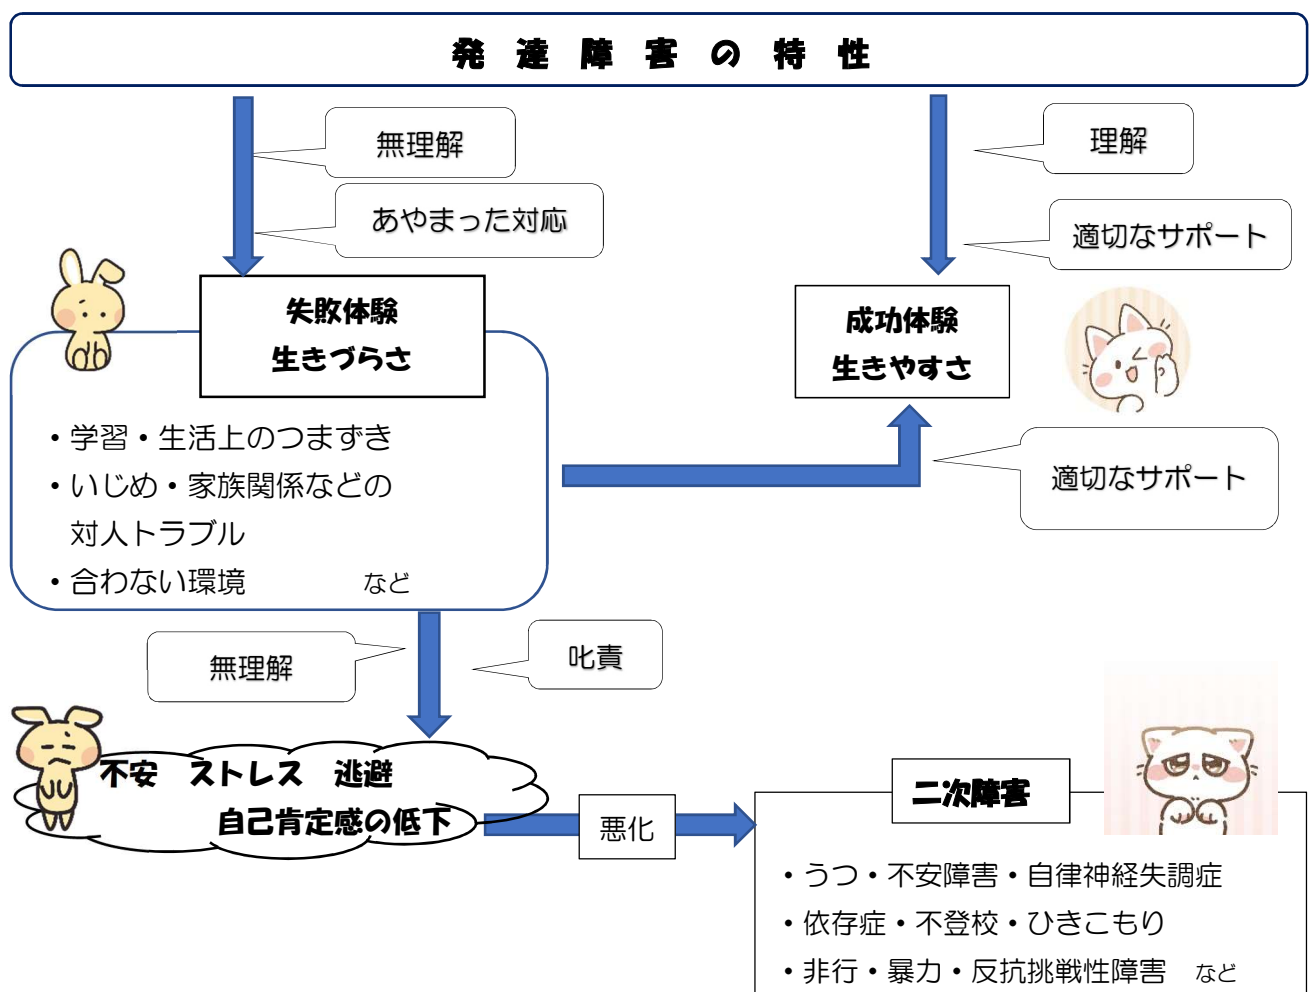 発達障害の特性
無理解
理解
あやまった対応
適切なサポート
失敗体験
生きづらさ
成功体験
生きやすさ
・学習・生活上のつまずき
・いじめ・家族関係などの
対人トラブル
・合わない環境 など
適切なサポート
無理解
叱責
不安 ストレス 逃避
自己肯定感の低下
悪化
二次障害
・うつ・不安障害・自律神経失調症
・依存症・不登校・ひきこもり
・非行・暴力・反抗挑戦性障害 など